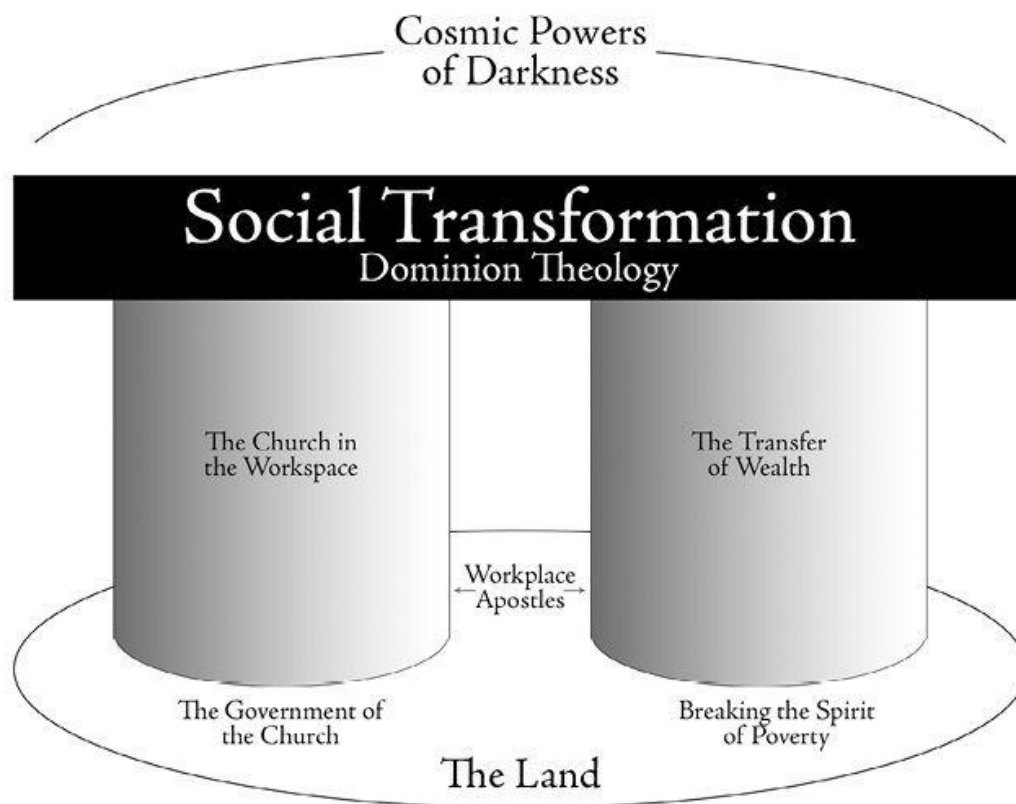 Cosmic Powers
of Darkness
Social Transformation
Dominion Theology
The Church in
the Workspace
The Transfer
of Wealth
Workplace
Apostles
The Government of
the Church
Breaking the Spirit
of Poverty
The Land